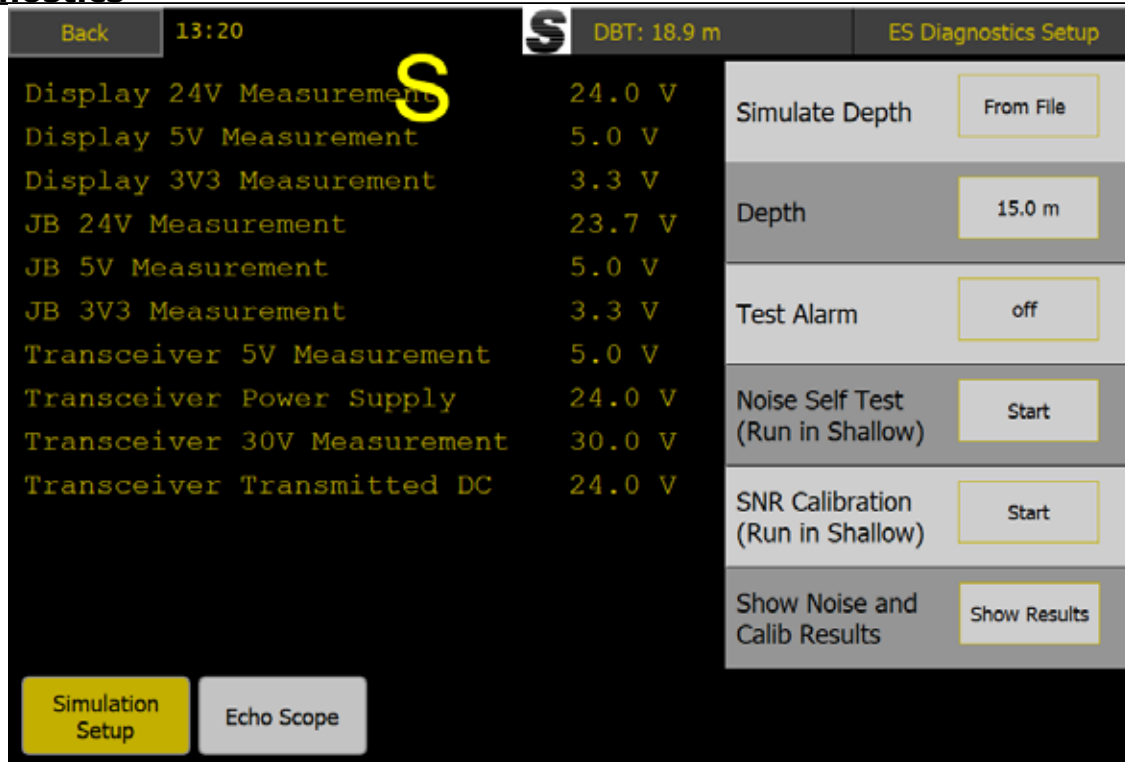 Back 13:20 S DBT: 18.9 m ES Diagnostics Setup
S
Display 24V Measurement 24.0 V
Display 5V Measurement 5.0 V
Display 3V3 Measurement 3.3 V
JB 24V Measurement 23.7 V
JB 5V Measurement 5.0 V
JB 3V3 Measurement 3.3 V
Transceiver 5V Measurement 5.0 V
Transceiver Power Supply 24.0 V
Transceiver 30V Measurement 30.0 V
Transceiver Transmitted DC 24.0 V
Simulate Depth From File
Depth 15.0 m
Test Alarm off
Noise Self Test
(Run in Shallow) Start
SNR Calibration
(Run in Shallow) Start
Show Noise and
Calib Results Show Results
Simulation
Setup
Echo Scope